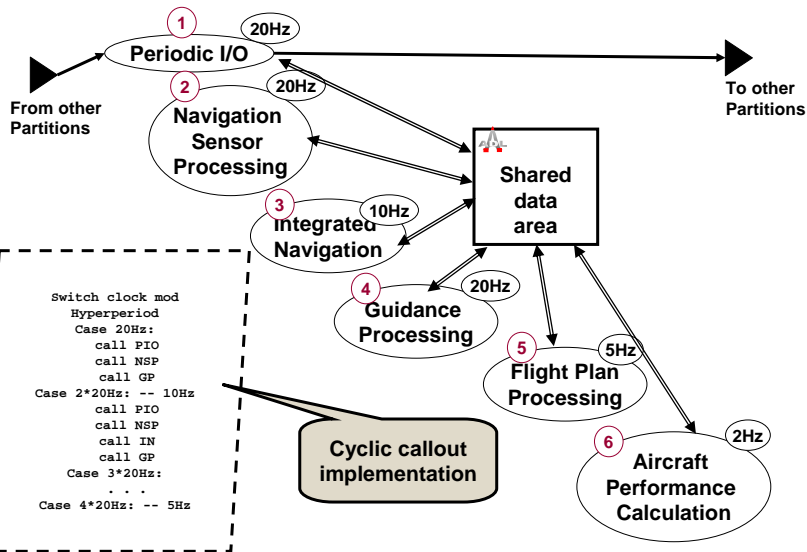 1
20Hz
Periodic I/O
From other
Partitions
To other
Partitions
2
20Hz
Navigation
Sensor
Processing
ADL
Shared
data
area
3
10Hz
Integrated
Navigation
4
20Hz
Guidance
Processing
5
5Hz
Flight Plan
Processing
6
2Hz
Aircraft
Performance
Calculation
Switch clock mod
Hyperperiod
Case 20Hz:
call PIO
call NSP
call GP
Case 2*20Hz: -- 10Hz
call PIO
call NSP
call IN
call GP
Case 3*20Hz:
. . .
Case 4*20Hz: -- 5Hz
Cyclic callout
implementation